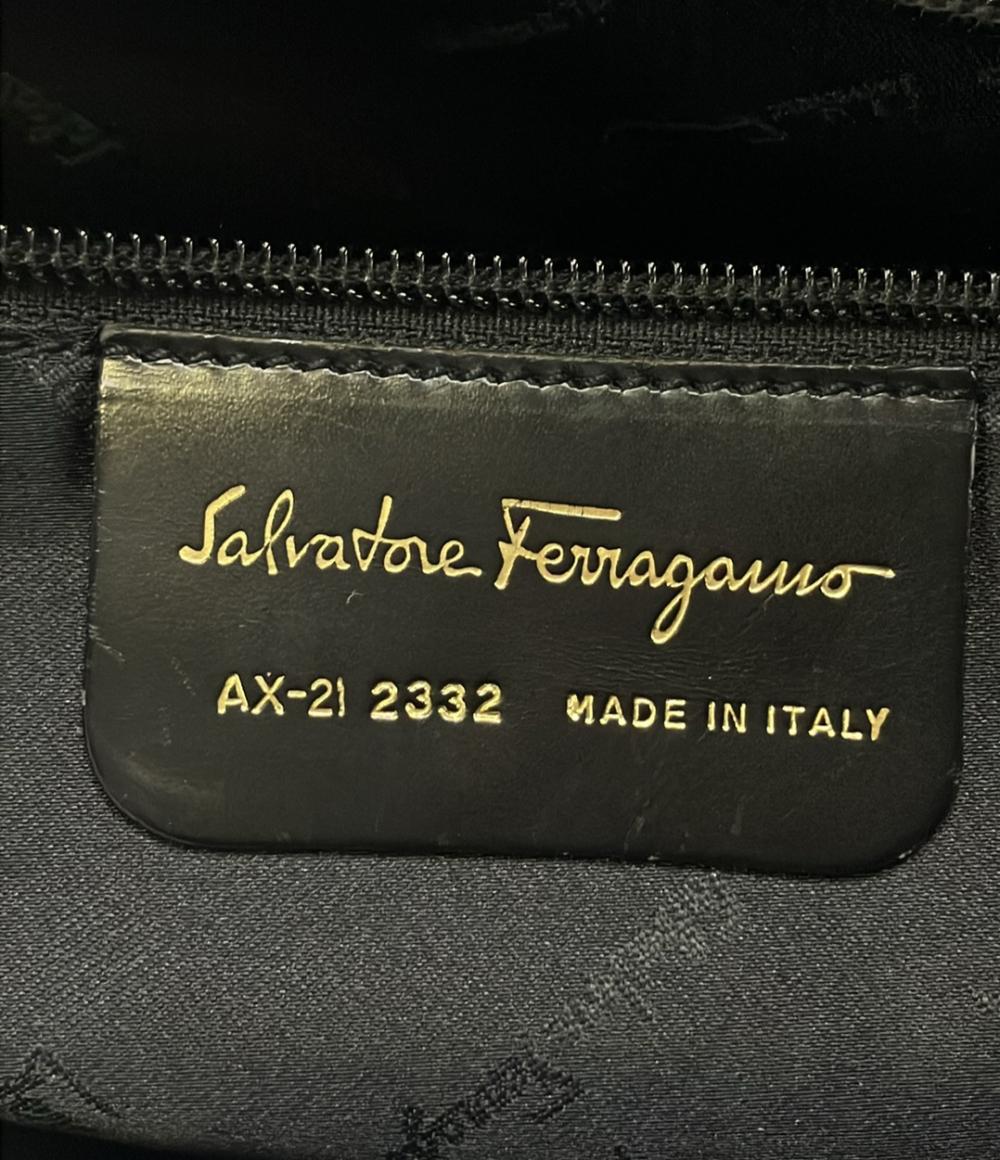 Salvatore Ferragamo
AX-21 2332 MADE IN ITALY